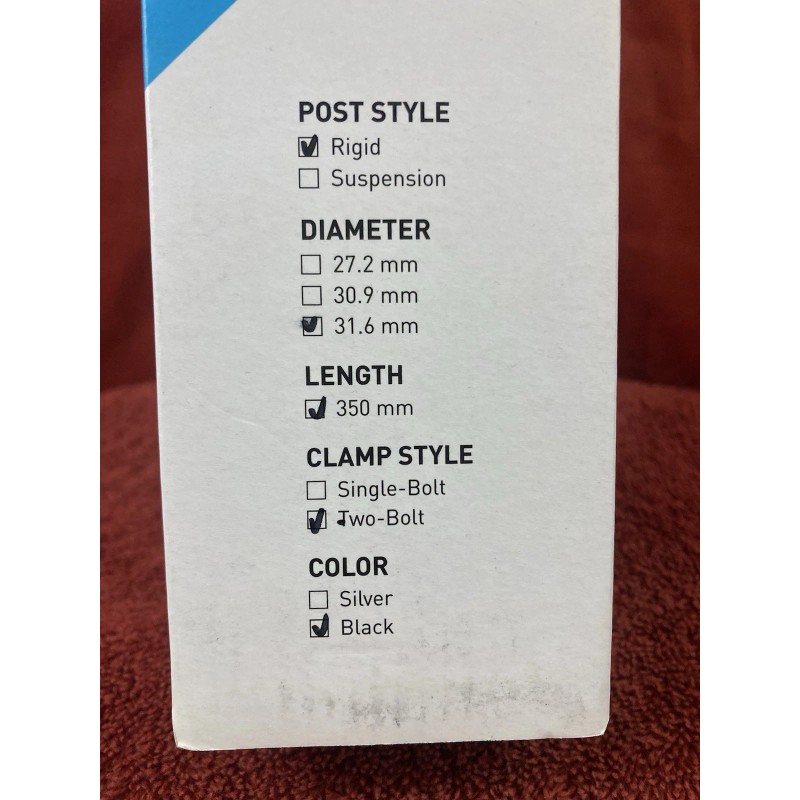 POST STYLE
☑ Rigid
☐ Suspension
DIAMETER
☐ 27.2 mm
☐ 30.9 mm
☑ 31.6 mm
LENGTH
☑ 350 mm
CLAMP STYLE
☐ Single-Bolt
☑ Two-Bolt
COLOR
☐ Silver
☑ Black